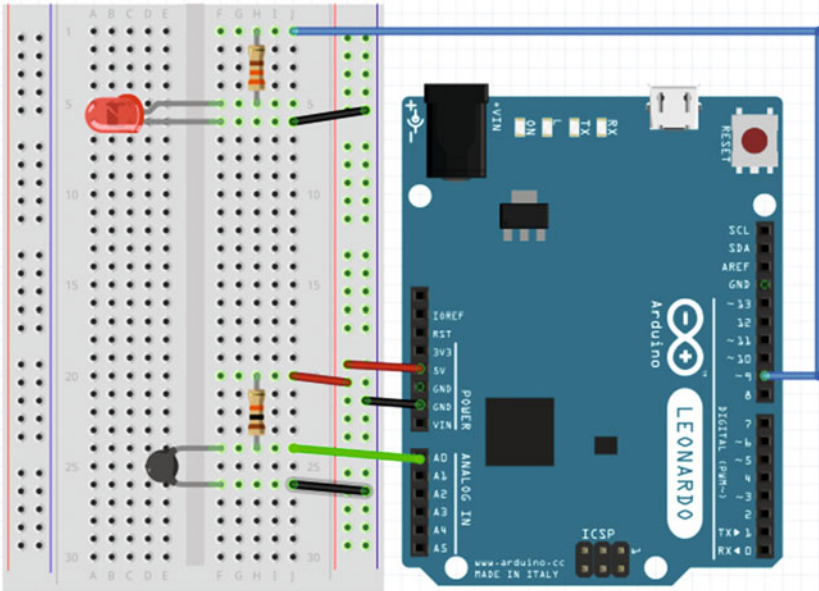 A B C D E F G H I J
1
5 5
10 10
15 15
20
25 25
30 30
A B C D E F G H I J
+
-
+VIN
ON
L
TX
RX
RESET
SCL
SDA
AREF
GND
~13
12
~11
~10
~9
8
7
~6
~5
4
~3
2
TX▶ 1
RX◀ 0
DIGITAL (PWM~)
IOREF
RST
3V3
5V
GND
GND
VIN
POWER
A0
A1
A2
A3
A4
A5
ANALOG IN
Arduino
™
LEONARDO
ICSP
1
www-arduino-cc
MADE IN ITALY